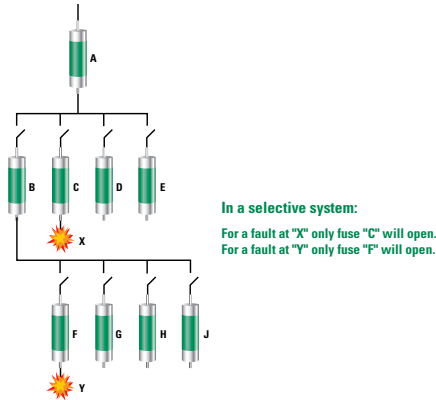 A
B
C
D
E
X
In a selective system:
For a fault at "X" only fuse "C" will open.
For a fault at "Y" only fuse "F" will open.
F
G
H
J
Y